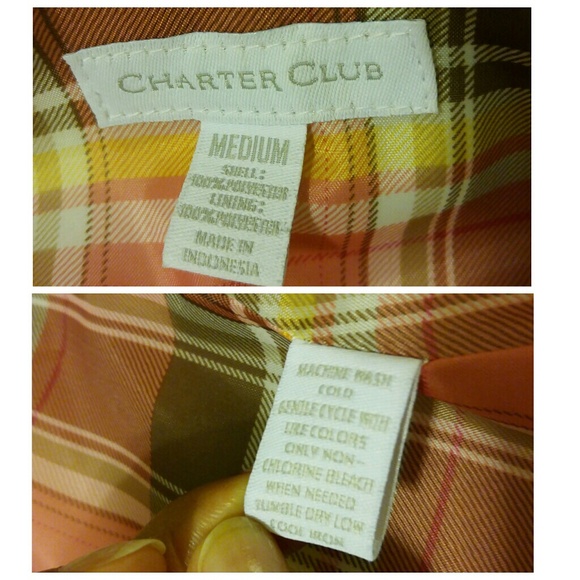 CHARTER CLUB
MEDIUM
SHELL:
100%POLYESTER
LINING:
100%POLYESTER
MADE IN
INDONESIA
MACHINE WASH
COLD
GENTLE CYCLE WITH
LIKE COLORS
ONLY NON-
CHLORINE BLEACH
WHEN NEEDED
TUMBLE DRY LOW
COOL IRON